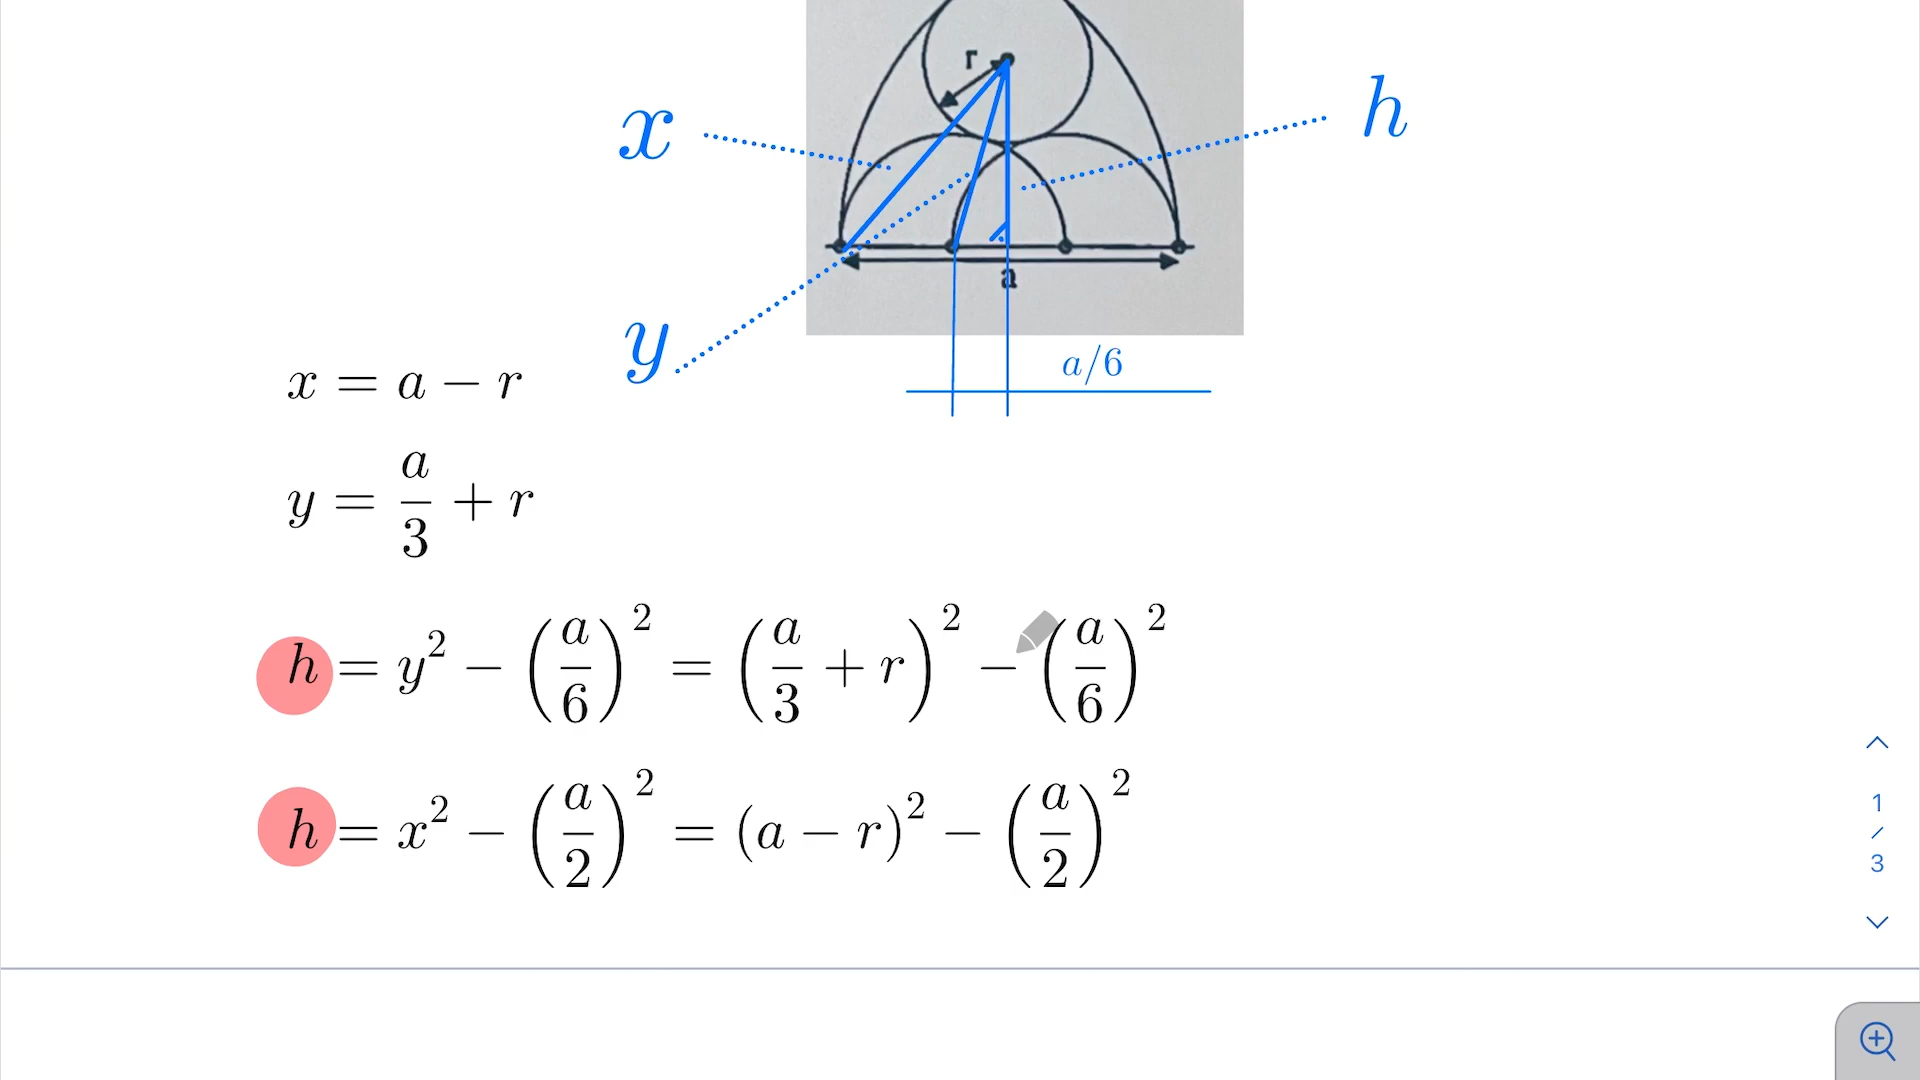 r
x
h
a
y
a/6
x = a − r
y = a/3 + r
h = y² − (a/6)² = (a/3 + r)² − (a/6)²
h = x² − (a/2)² = (a − r)² − (a/2)²
1
/
3